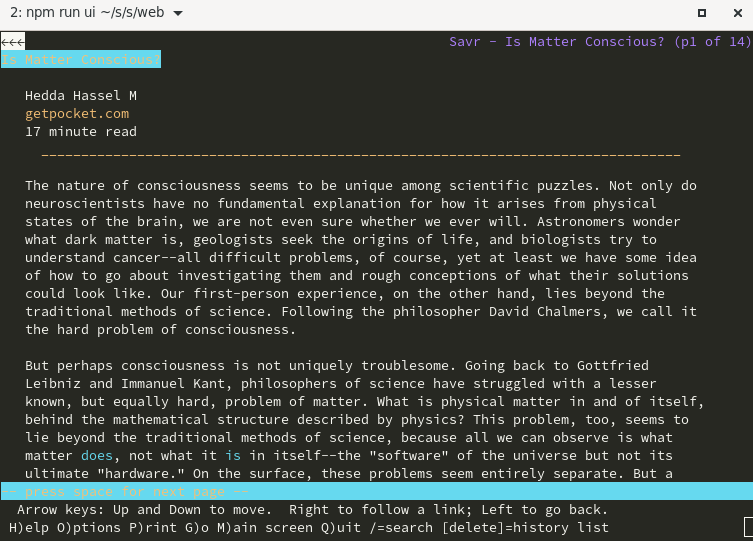 2: npm run ui ~/s/s/web
←←←
Savr - Is Matter Conscious? (p1 of 14)
Is Matter Conscious?
Hedda Hassel M
getpocket.com
17 minute read
________________________________________________________________________________
The nature of consciousness seems to be unique among scientific puzzles. Not only do
neuroscientists have no fundamental explanation for how it arises from physical
states of the brain, we are not even sure whether we ever will. Astronomers wonder
what dark matter is, geologists seek the origins of life, and biologists try to
understand cancer--all difficult problems, of course, yet at least we have some idea
of how to go about investigating them and rough conceptions of what their solutions
could look like. Our first-person experience, on the other hand, lies beyond the
traditional methods of science. Following the philosopher David Chalmers, we call it
the hard problem of consciousness.
But perhaps consciousness is not uniquely troublesome. Going back to Gottfried
Leibniz and Immanuel Kant, philosophers of science have struggled with a lesser
known, but equally hard, problem of matter. What is physical matter in and of itself,
behind the mathematical structure described by physics? This problem, too, seems to
lie beyond the traditional methods of science, because all we can observe is what
matter does, not what it is in itself--the "software" of the universe but not its
ultimate "hardware." On the surface, these problems seem entirely separate. But a
-- press space for next page --
Arrow keys: Up and Down to move.  Right to follow a link; Left to go back.
H)elp O)ptions P)rint G)o M)ain screen Q)uit /=search [delete]=history list